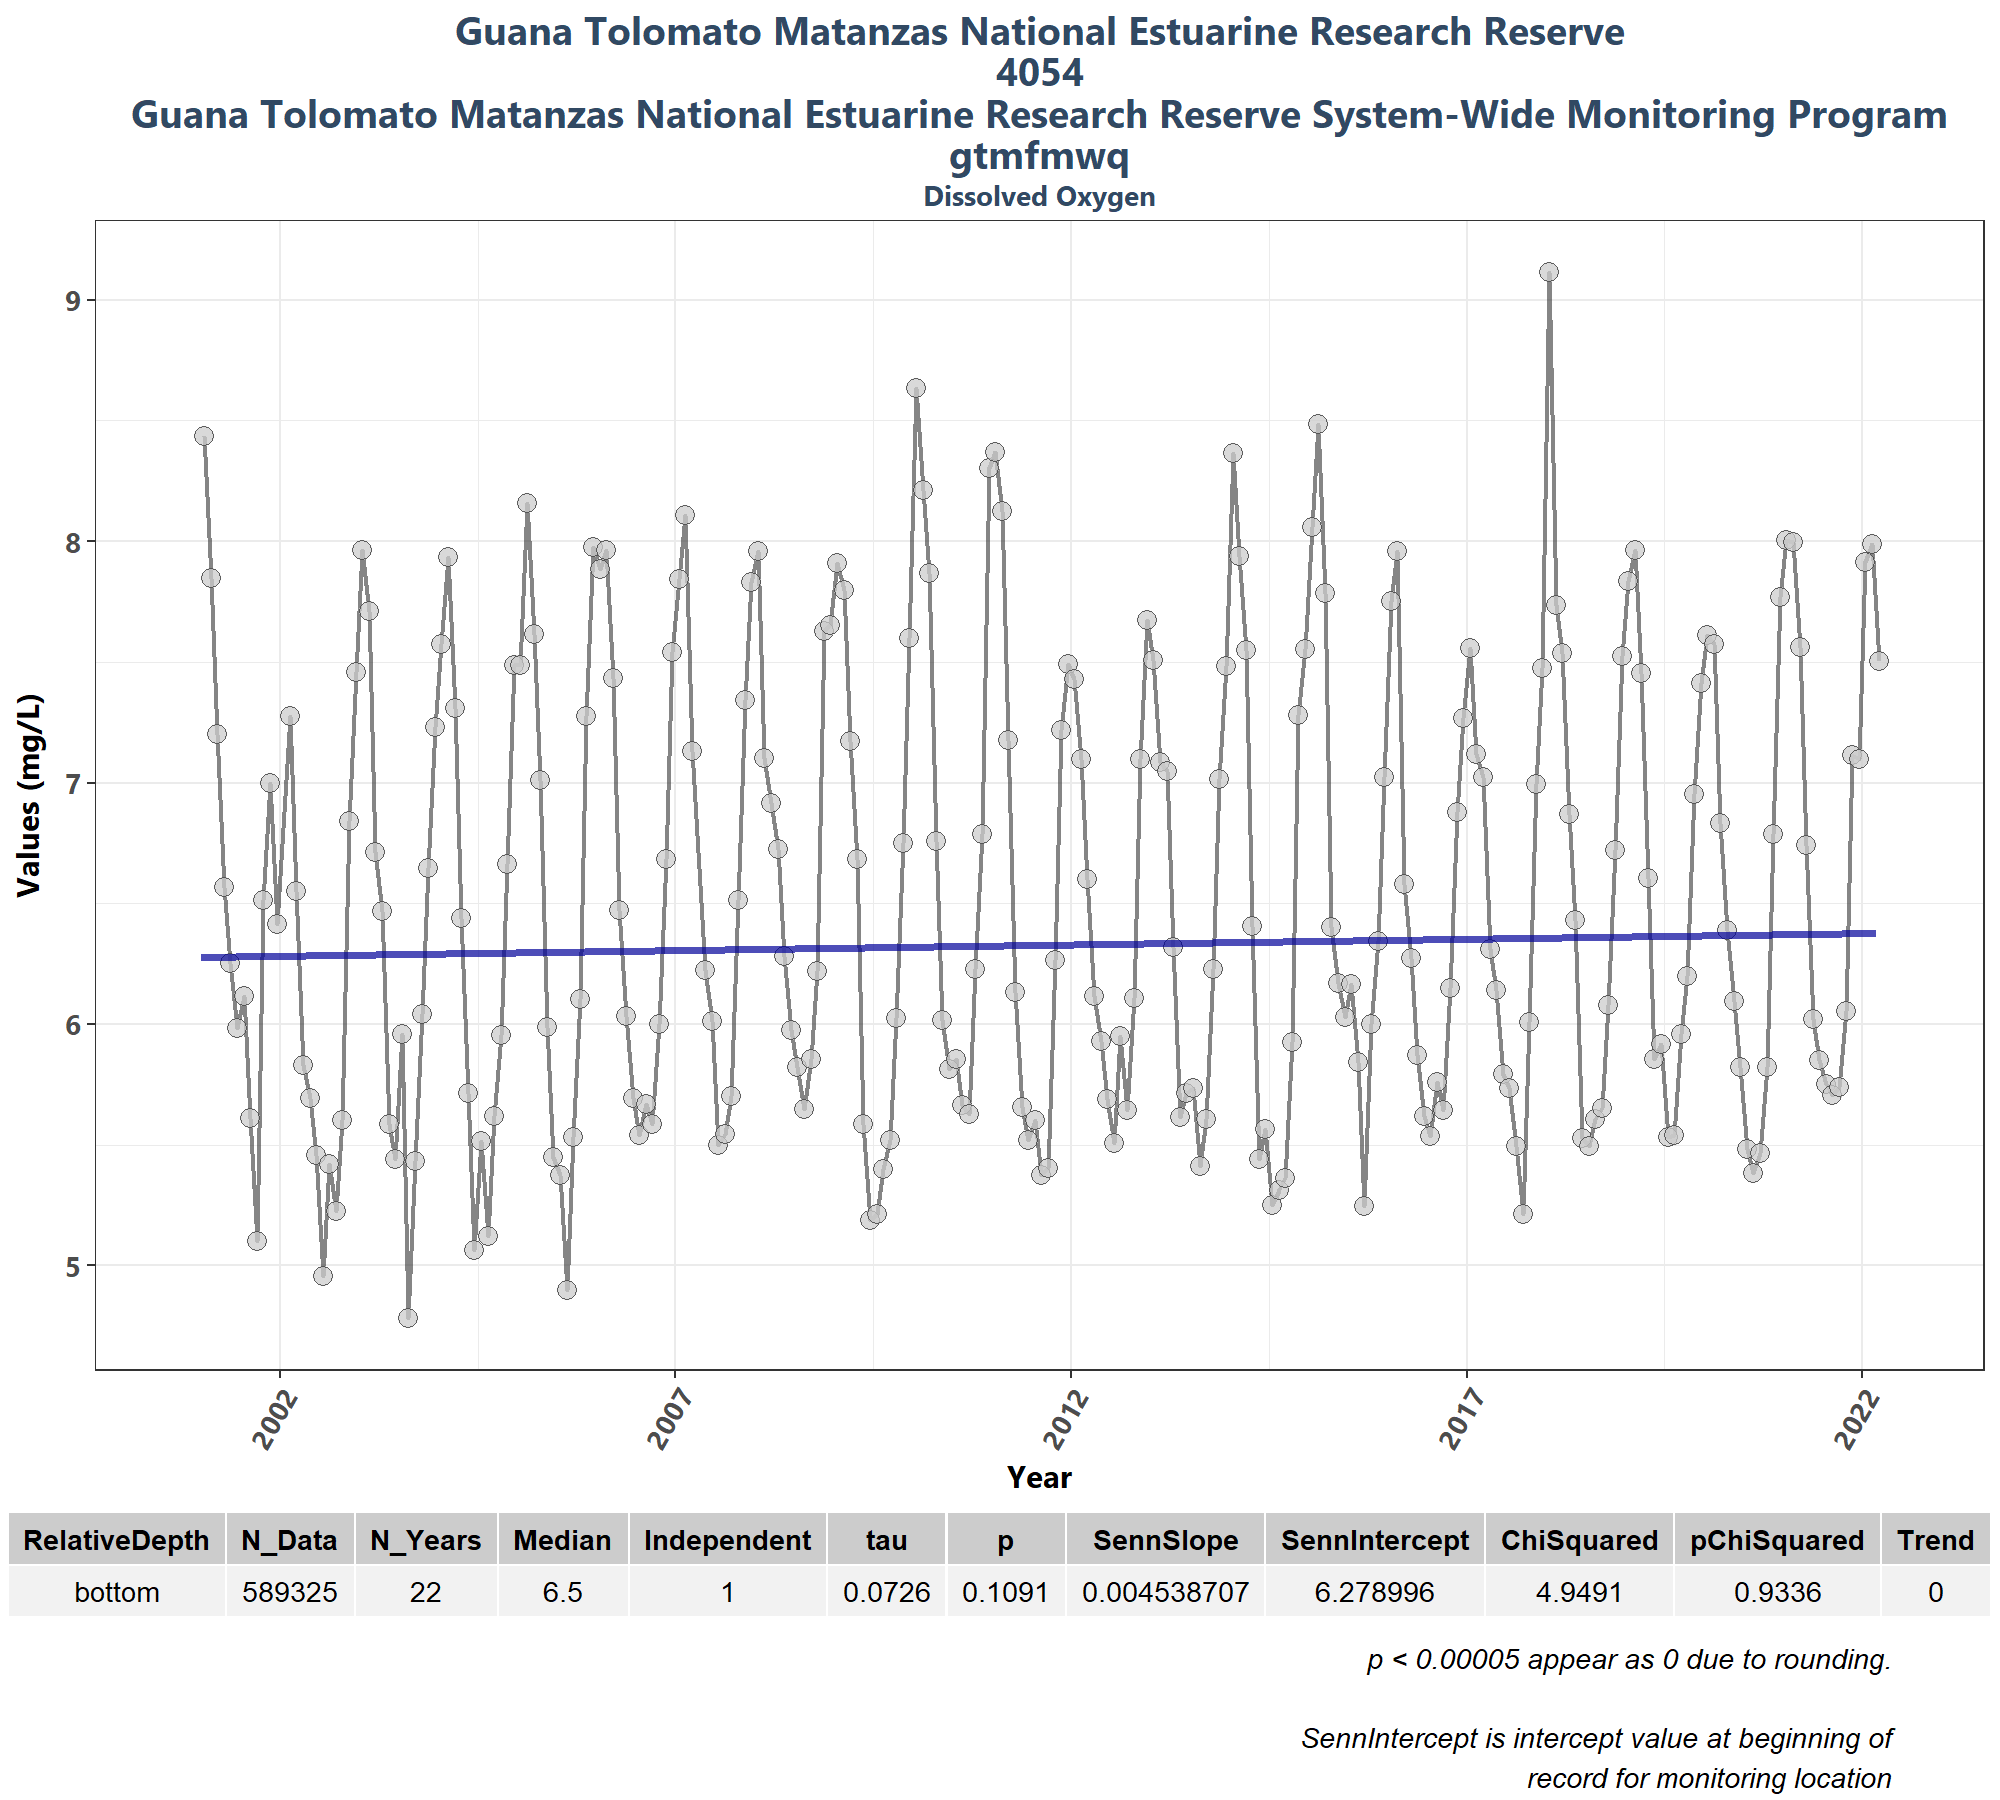 Guana Tolomato Matanzas National Estuarine Research Reserve
4054
Guana Tolomato Matanzas National Estuarine Research Reserve System-Wide Monitoring Program
gtmfmwq
Dissolved Oxygen
Values (mg/L)
9
8
7
6
5
2002
2007
2012
2017
2022
Year
RelativeDepth N_Data N_Years Median Independent tau p SennSlope SennIntercept ChiSquared pChiSquared Trend
bottom 589325 22 6.5 1 0.0726 0.1091 0.004538707 6.278996 4.9491 0.9336 0
p < 0.00005 appear as 0 due to rounding.
SennIntercept is intercept value at beginning of
record for monitoring location